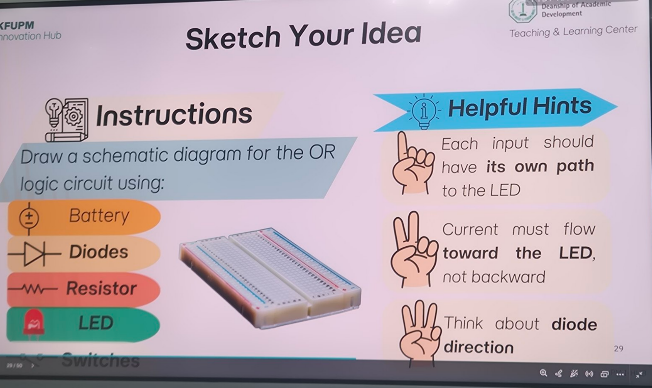 KFUPM
Innovation Hub
Sketch Your Idea
Deanship of Academic
Development
Teaching & Learning Center
Instructions
Draw a schematic diagram for the OR
logic circuit using:
Battery
Diodes
Resistor
LED
Switches
Helpful Hints
Each input should
have its own path
to the LED
Current must flow
toward the LED,
not backward
Think about diode
direction
29